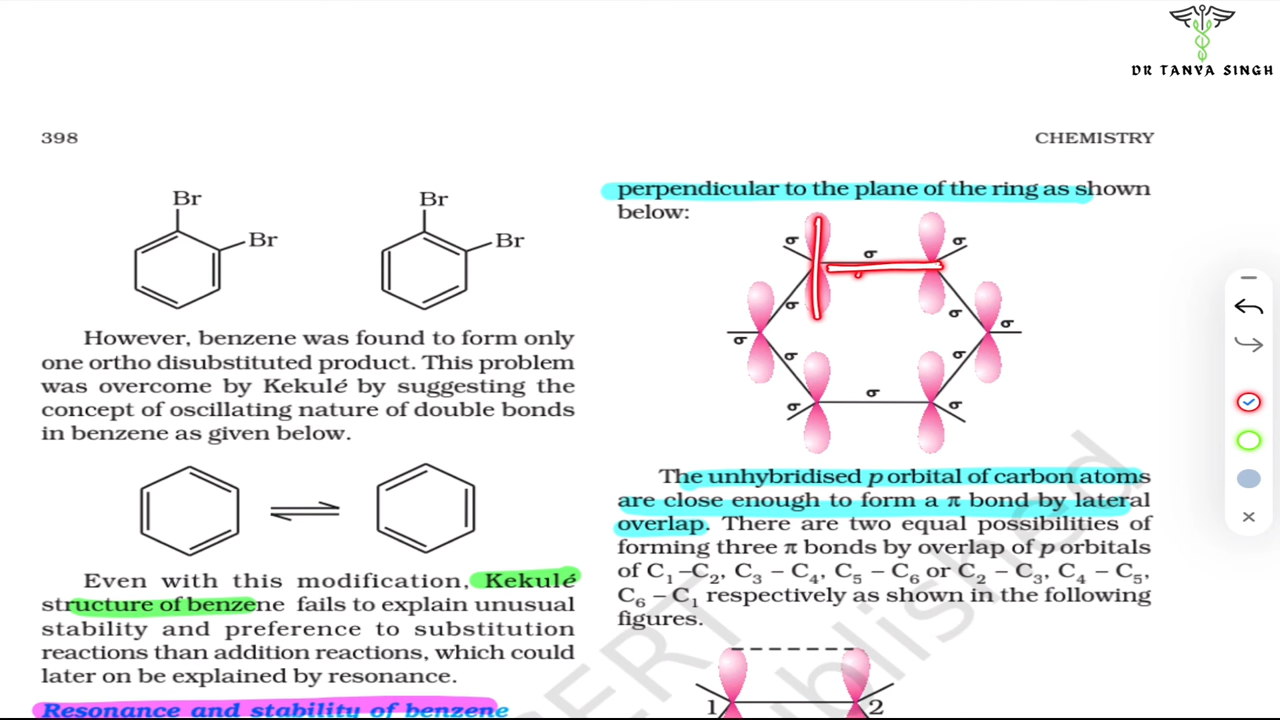 DR TANYA SINGH
398
CHEMISTRY
Br
Br
Br
Br
However, benzene was found to form only
one ortho disubstituted product. This problem
was overcome by Kekulé by suggesting the
concept of oscillating nature of double bonds
in benzene as given below.
Even with this modification, Kekulé
structure of benzene fails to explain unusual
stability and preference to substitution
reactions than addition reactions, which could
later on be explained by resonance.
Resonance and stability of benzene
perpendicular to the plane of the ring as shown
below:
σ σ σ
σ σ
σ σ
σ σ
σ σ σ
The unhybridised p orbital of carbon atoms
are close enough to form a π bond by lateral
overlap. There are two equal possibilities of
forming three π bonds by overlap of p orbitals
of C₁ –C₂, C₃ – C₄, C₅ – C₆ or C₂ – C₃, C₄ – C₅,
C₆ – C₁ respectively as shown in the following
figures.
1 2